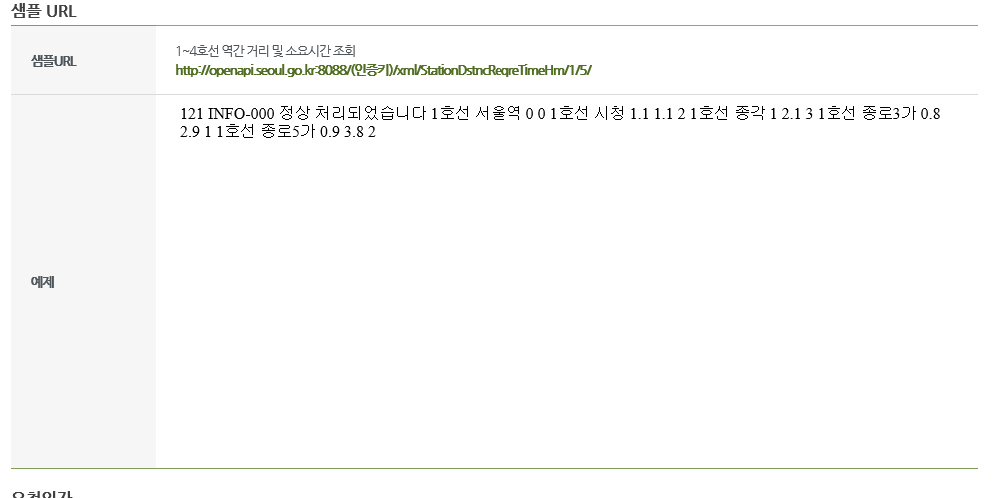 샘플 URL
샘플URL
1~4호선 역간 거리 및 소요시간 조회
http://openapi.seoul.go.kr:8088/(인증키)/xml/StationDstncReqreTimeHm/1/5/
예제
121 INFO-000 정상 처리되었습니다 1호선 서울역 0 0 1호선 시청 1.1 1.1 2 1호선 종각 1 2.1 3 1호선 종로3가 0.8
2.9 1 1호선 종로5가 0.9 3.8 2